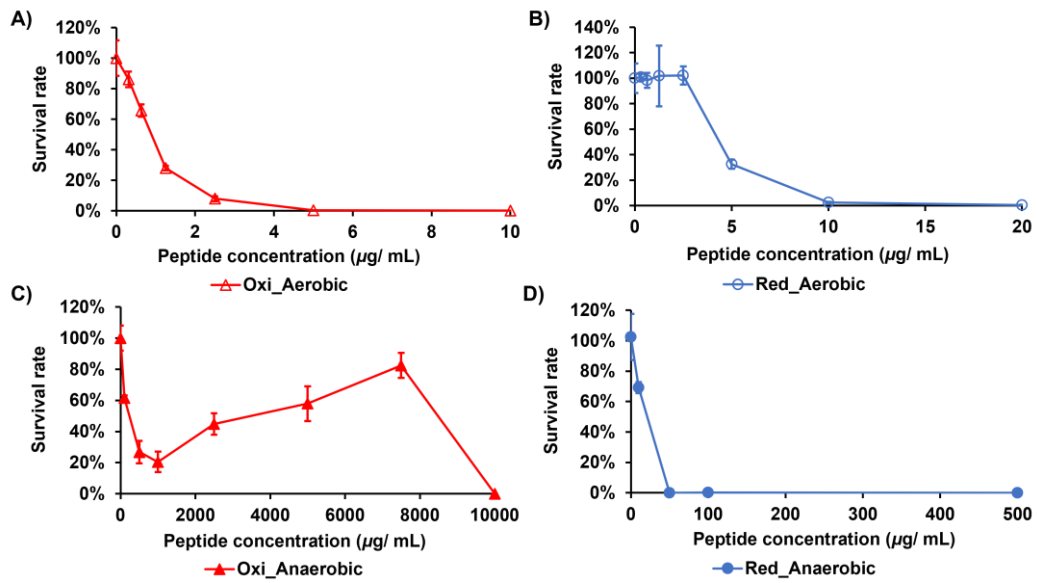 A)
120%
100%
80%
60%
40%
20%
0%
Survival rate
0 2 4 6 8 10
Peptide concentration (µg/ mL)
Oxi_Aerobic
B)
140%
120%
100%
80%
60%
40%
20%
0%
Survival rate
0 5 10 15 20
Peptide concentration (µg/ mL)
Red_Aerobic
C)
120%
100%
80%
60%
40%
20%
0%
Survival rate
0 2000 4000 6000 8000 10000
Peptide concentration (µg/ mL)
Oxi_Anaerobic
D)
120%
100%
80%
60%
40%
20%
0%
Survival rate
0 100 200 300 400 500
Peptide concentration (µg/ mL)
Red_Anaerobic